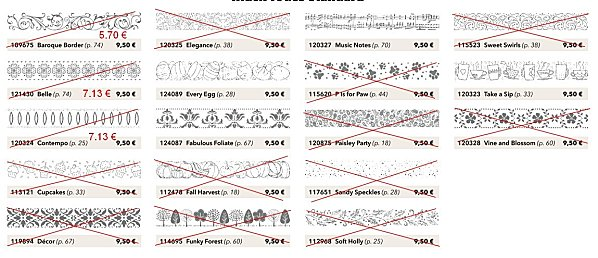 5.70 €
109675 Baroque Border (p. 74) 9,50 €
120325 Elegance (p. 38) 9,50 €
120327 Music Notes (p. 70) 9,50 €
115523 Sweet Swirls (p. 38) 9,50 €
7.13 €
121430 Belle (p. 74) 9,50 €
124089 Every Egg (p. 28) 9,50 €
115620 P is for Paw (p. 44) 9,50 €
120323 Take a Sip (p. 33) 9,50 €
7.13 €
120324 Contempo (p. 25) 9,50 €
124087 Fabulous Foliate (p. 67) 9,50 €
120875 Paisley Party (p. 18) 9,50 €
120328 Vine and Blossom (p. 60) 9,50 €
113121 Cupcakes (p. 33) 9,50 €
112478 Fall Harvest (p. 18) 9,50 €
117651 Sandy Speckles (p. 28) 9,50 €
119894 Décor (p. 67) 9,50 €
114695 Funky Forest (p. 60) 9,50 €
112968 Soft Holly (p. 25) 9,50 €